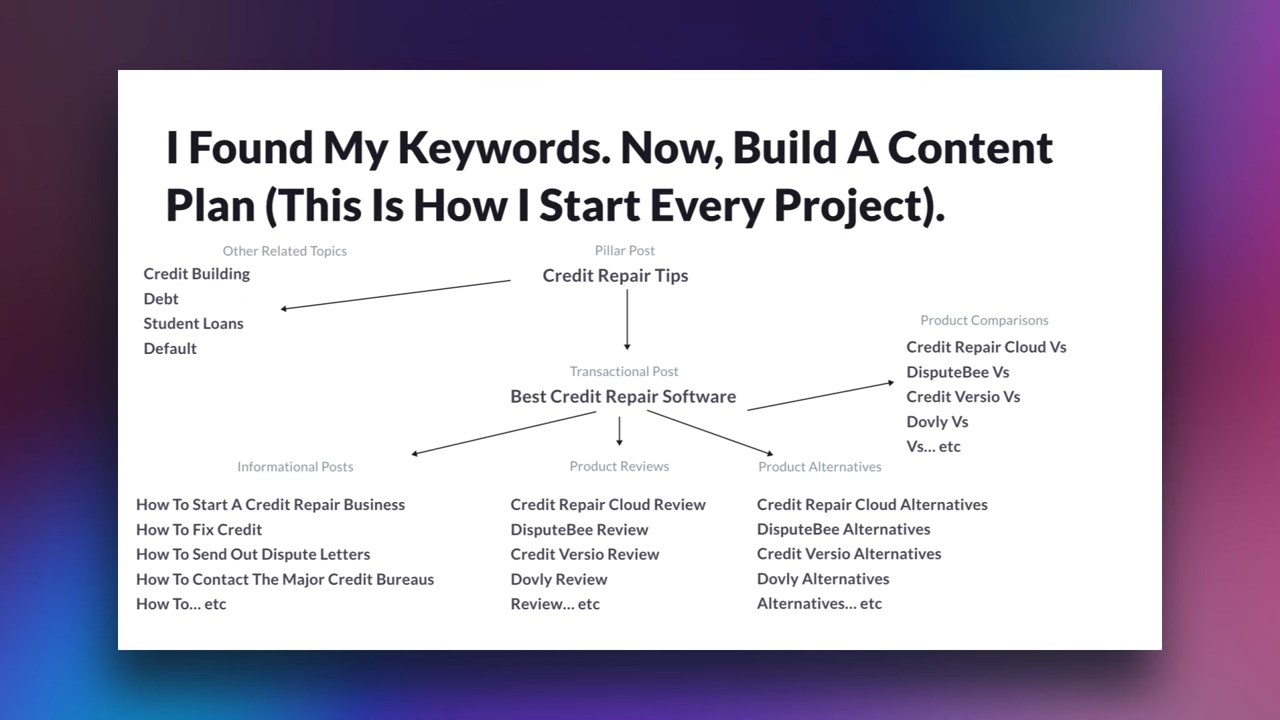 I Found My Keywords. Now, Build A Content
Plan (This Is How I Start Every Project).
Other Related Topics
Credit Building
Debt
Student Loans
Default
Pillar Post
Credit Repair Tips
Transactional Post
Best Credit Repair Software
Product Comparisons
Credit Repair Cloud Vs
DisputeBee Vs
Credit Versio Vs
Dovly Vs
Vs... etc
Informational Posts
How To Start A Credit Repair Business
How To Fix Credit
How To Send Out Dispute Letters
How To Contact The Major Credit Bureaus
How To... etc
Product Reviews
Credit Repair Cloud Review
DisputeBee Review
Credit Versio Review
Dovly Review
Review... etc
Product Alternatives
Credit Repair Cloud Alternatives
DisputeBee Alternatives
Credit Versio Alternatives
Dovly Alternatives
Alternatives... etc